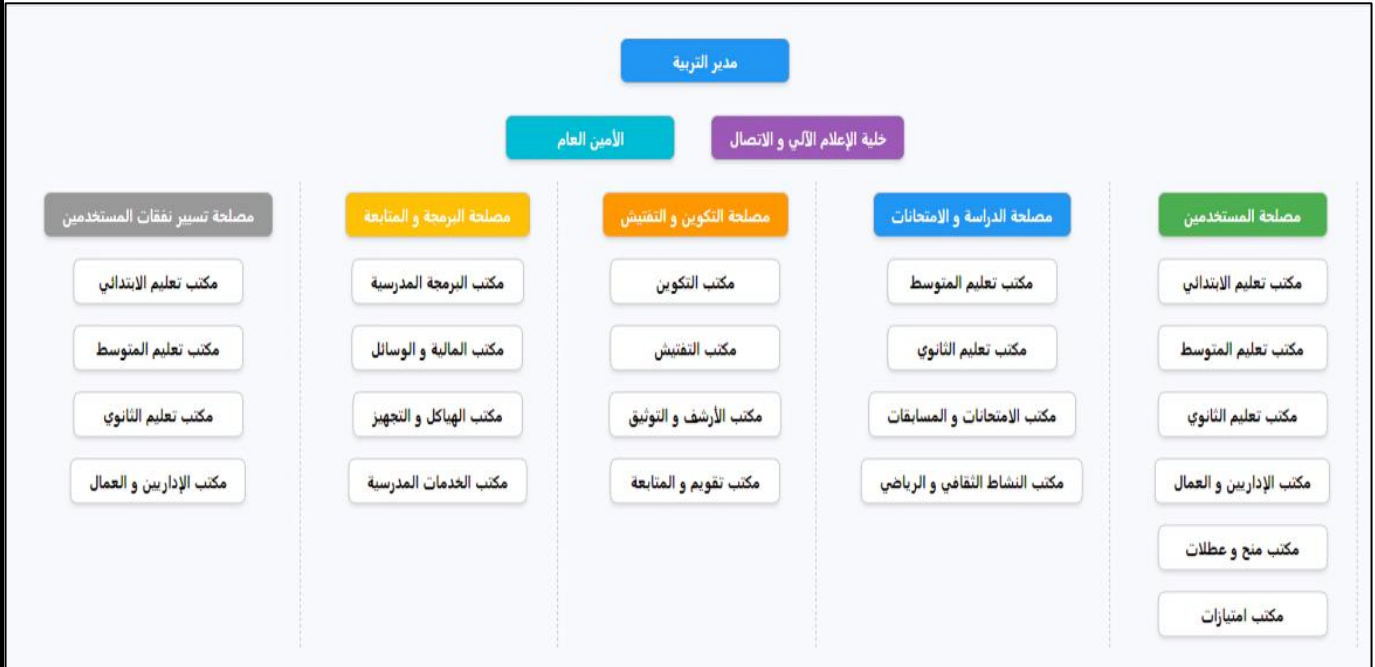 مدير التربية
خلية الإعلام الآلي و الاتصال
الأمين العام
مصلحة المستخدمين
مكتب تعليم الابتدائي
مكتب تعليم المتوسط
مكتب تعليم الثانوي
مكتب الإداريين و العمال
مكتب منح و عطلات
مكتب امتيازات
مصلحة الدراسة و الامتحانات
مكتب تعليم المتوسط
مكتب تعليم الثانوي
مكتب الامتحانات و المسابقات
مكتب النشاط الثقافي و الرياضي
مصلحة التكوين و التفتيش
مكتب التكوين
مكتب التفتيش
مكتب الأرشف و التوثيق
مكتب تقويم و المتابعة
مصلحة البرمجة و المتابعة
مكتب البرمجة المدرسية
مكتب المالية و الوسائل
مكتب الهياكل و التجهيز
مكتب الخدمات المدرسية
مصلحة تسيير نفقات المستخدمين
مكتب تعليم الابتدائي
مكتب تعليم المتوسط
مكتب تعليم الثانوي
مكتب الإداريين و العمال